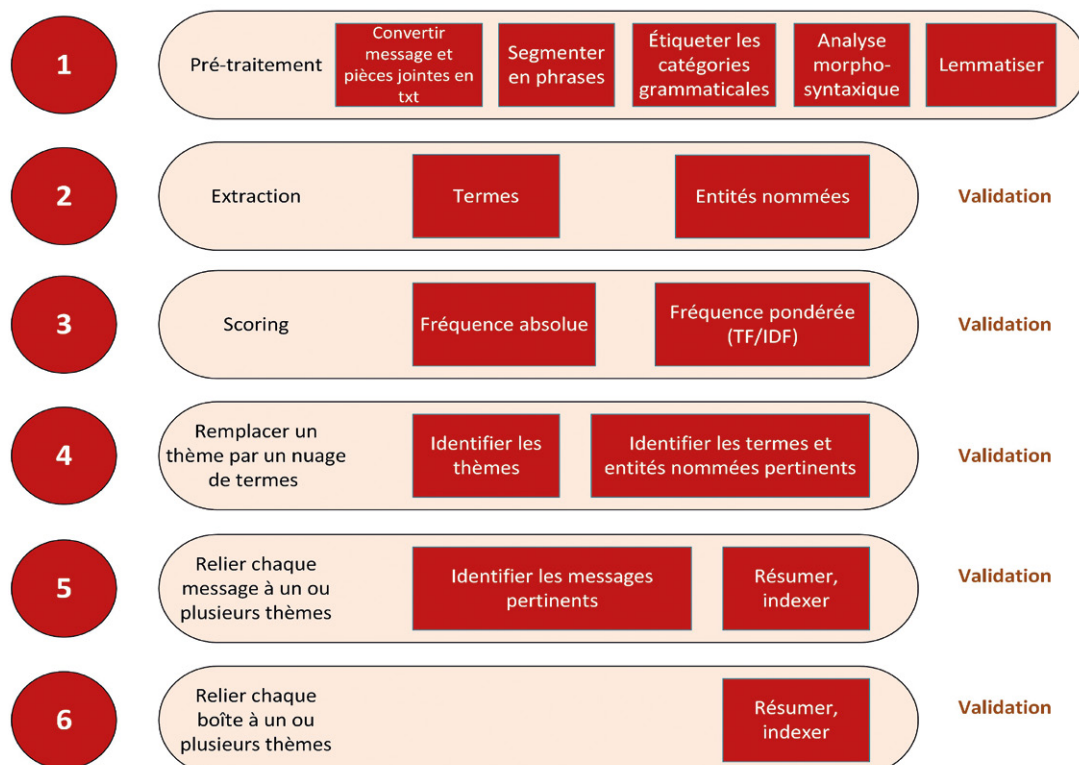 1
Pré-traitement
Convertir
message et
pièces jointes en
txt
Segmenter
en phrases
Étiqueter les
catégories
grammaticales
Analyse
morpho-
syntaxique
Lemmatiser
2
Extraction
Termes
Entités nommées
Validation
3
Scoring
Fréquence absolue
Fréquence pondérée
(TF/IDF)
Validation
4
Remplacer un
thème par un nuage
de termes
Identifier les
thèmes
Identifier les termes et
entités nommées pertinents
Validation
5
Relier chaque
message à un ou
plusieurs thèmes
Identifier les messages
pertinents
Résumer,
indexer
Validation
6
Relier chaque
boîte à un ou
plusieurs thèmes
Résumer,
indexer
Validation